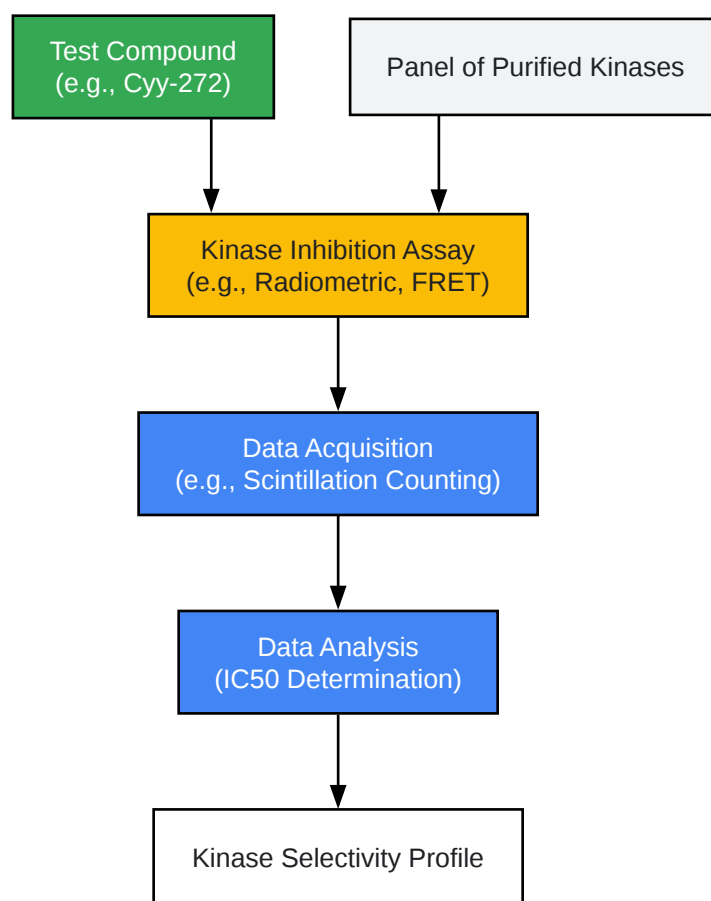 Test Compound
(e.g., Cyy-272)
Panel of Purified Kinases
Kinase Inhibition Assay
(e.g., Radiometric, FRET)
Data Acquisition
(e.g., Scintillation Counting)
Data Analysis
(IC50 Determination)
Kinase Selectivity Profile